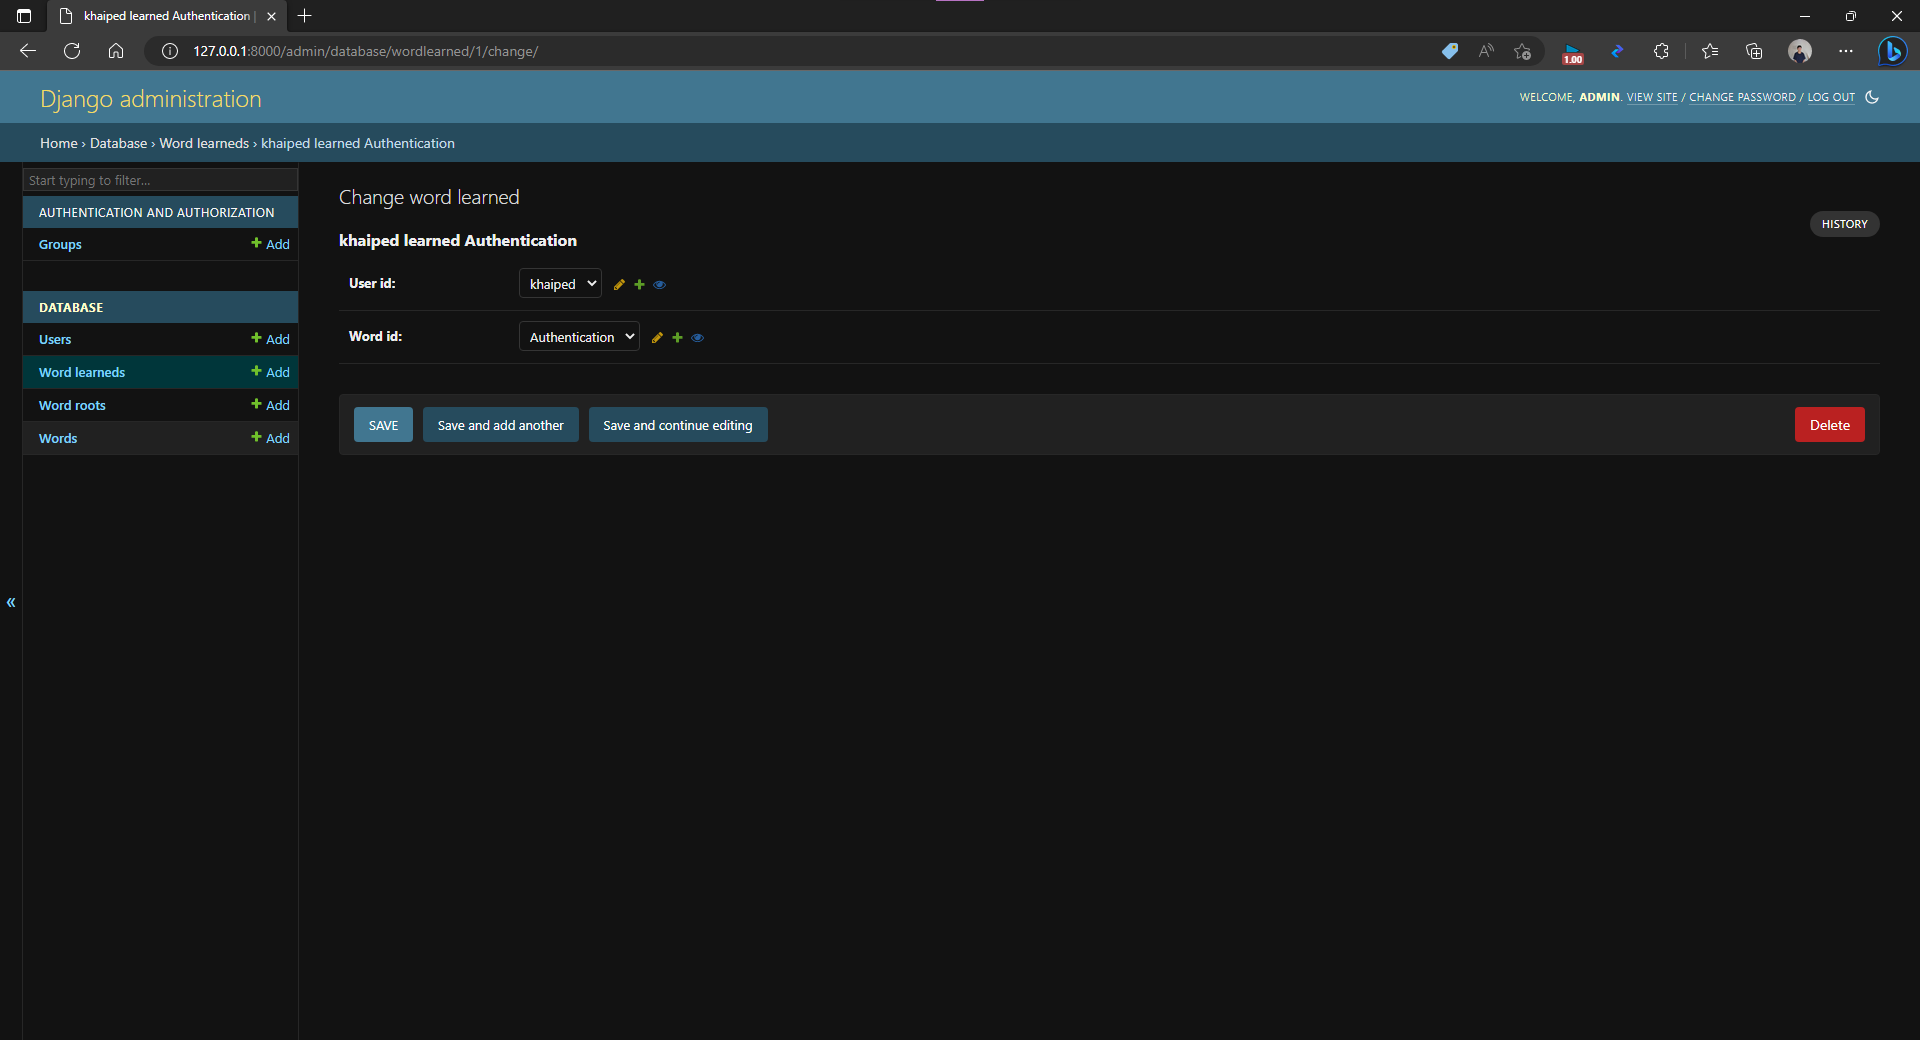 khaiped learned Authentication |
127.0.0.1:8000/admin/database/wordlearned/1/change/
1.00
Django administration
WELCOME, ADMIN. VIEW SITE / CHANGE PASSWORD / LOG OUT
Home › Database › Word learneds › khaiped learned Authentication
Start typing to filter...
AUTHENTICATION AND AUTHORIZATION
Groups + Add
DATABASE
Users + Add
Word learneds + Add
Word roots + Add
Words + Add
«
Change word learned
HISTORY
khaiped learned Authentication
User id: khaiped
Word id: Authentication
SAVE Save and add another Save and continue editing Delete